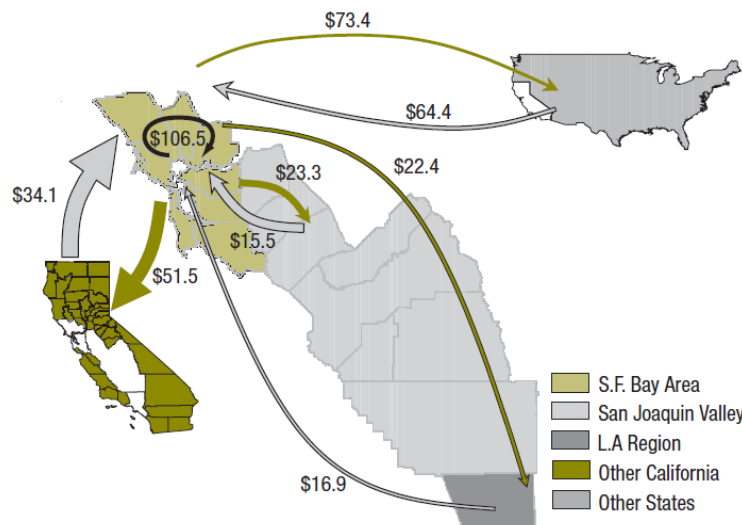 $73.4
$64.4
$106.5
$23.3
$22.4
$34.1
$15.5
$51.5
S.F. Bay Area
San Joaquin Valley
L.A Region
$16.9
Other California
Other States